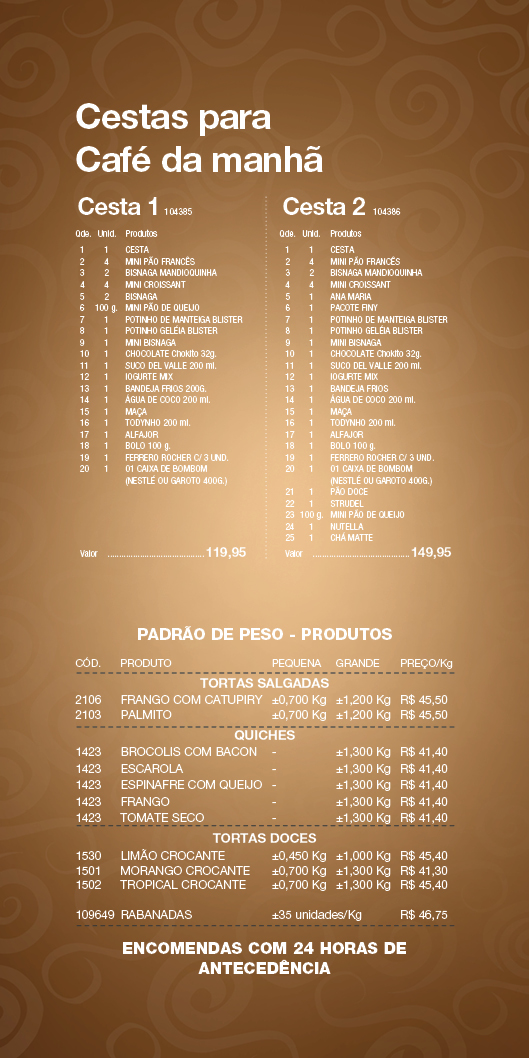 Cestas para
Café da manhã
Cesta 1 104385
Qde. Unid. Produtos
1 1 CESTA
2 4 MINI PÃO FRANCÊS
3 2 BISNAGA MANDIOQUINHA
4 4 MINI CROISSANT
5 2 BISNAGA
6 100 g. MINI PÃO DE QUEIJO
7 1 POTINHO DE MANTEIGA BLISTER
8 1 POTINHO GELÉIA BLISTER
9 1 MINI BISNAGA
10 1 CHOCOLATE Chokito 32g.
11 1 SUCO DEL VALLE 200 ml.
12 1 IOGURTE MIX
13 1 BANDEJA FRIOS 200G.
14 1 ÁGUA DE COCO 200 ml.
15 1 MAÇA
16 1 TODYNHO 200 ml.
17 1 ALFAJOR
18 1 BOLO 100 g.
19 1 FERRERO ROCHER C/ 3 UND.
20 1 01 CAIXA DE BOMBOM
(NESTLÉ OU GAROTO 400G.)
Valor .......................................... 119,95
Cesta 2 104386
Qde. Unid. Produtos
1 1 CESTA
2 4 MINI PÃO FRANCÊS
3 2 BISNAGA MANDIOQUINHA
4 4 MINI CROISSANT
5 1 ANA MARIA
6 1 PACOTE FINY
7 1 POTINHO DE MANTEIGA BLISTER
8 1 POTINHO GELÉIA BLISTER
9 1 MINI BISNAGA
10 1 CHOCOLATE Chokito 32g.
11 1 SUCO DEL VALLE 200 ml.
12 1 IOGURTE MIX
13 1 BANDEJA FRIOS
14 1 ÁGUA DE COCO 200 ml.
15 1 MAÇA
16 1 TODYNHO 200 ml.
17 1 ALFAJOR
18 1 BOLO 100 g.
19 1 FERRERO ROCHER C/ 3 UND.
20 1 01 CAIXA DE BOMBOM
(NESTLÉ OU GAROTO 400G.)
21 1 PÃO DOCE
22 1 STRUDEL
23 100 g. MINI PÃO DE QUEIJO
24 1 NUTELLA
25 1 CHÁ MATTE
Valor .......................................... 149,95
PADRÃO DE PESO - PRODUTOS
CÓD. PRODUTO PEQUENA GRANDE PREÇO/Kg
TORTAS SALGADAS
2106 FRANGO COM CATUPIRY ±0,700 Kg ±1,200 Kg R$ 45,50
2103 PALMITO ±0,700 Kg ±1,200 Kg R$ 45,50
QUICHES
1423 BROCOLIS COM BACON - ±1,300 Kg R$ 41,40
1423 ESCAROLA - ±1,300 Kg R$ 41,40
1423 ESPINAFRE COM QUEIJO - ±1,300 Kg R$ 41,40
1423 FRANGO - ±1,300 Kg R$ 41,40
1423 TOMATE SECO - ±1,300 Kg R$ 41,40
TORTAS DOCES
1530 LIMÃO CROCANTE ±0,450 Kg ±1,000 Kg R$ 45,40
1501 MORANGO CROCANTE ±0,700 Kg ±1,300 Kg R$ 41,30
1502 TROPICAL CROCANTE ±0,700 Kg ±1,300 Kg R$ 45,40
109649 RABANADAS ±35 unidades/Kg R$ 46,75
ENCOMENDAS COM 24 HORAS DE
ANTECEDÊNCIA